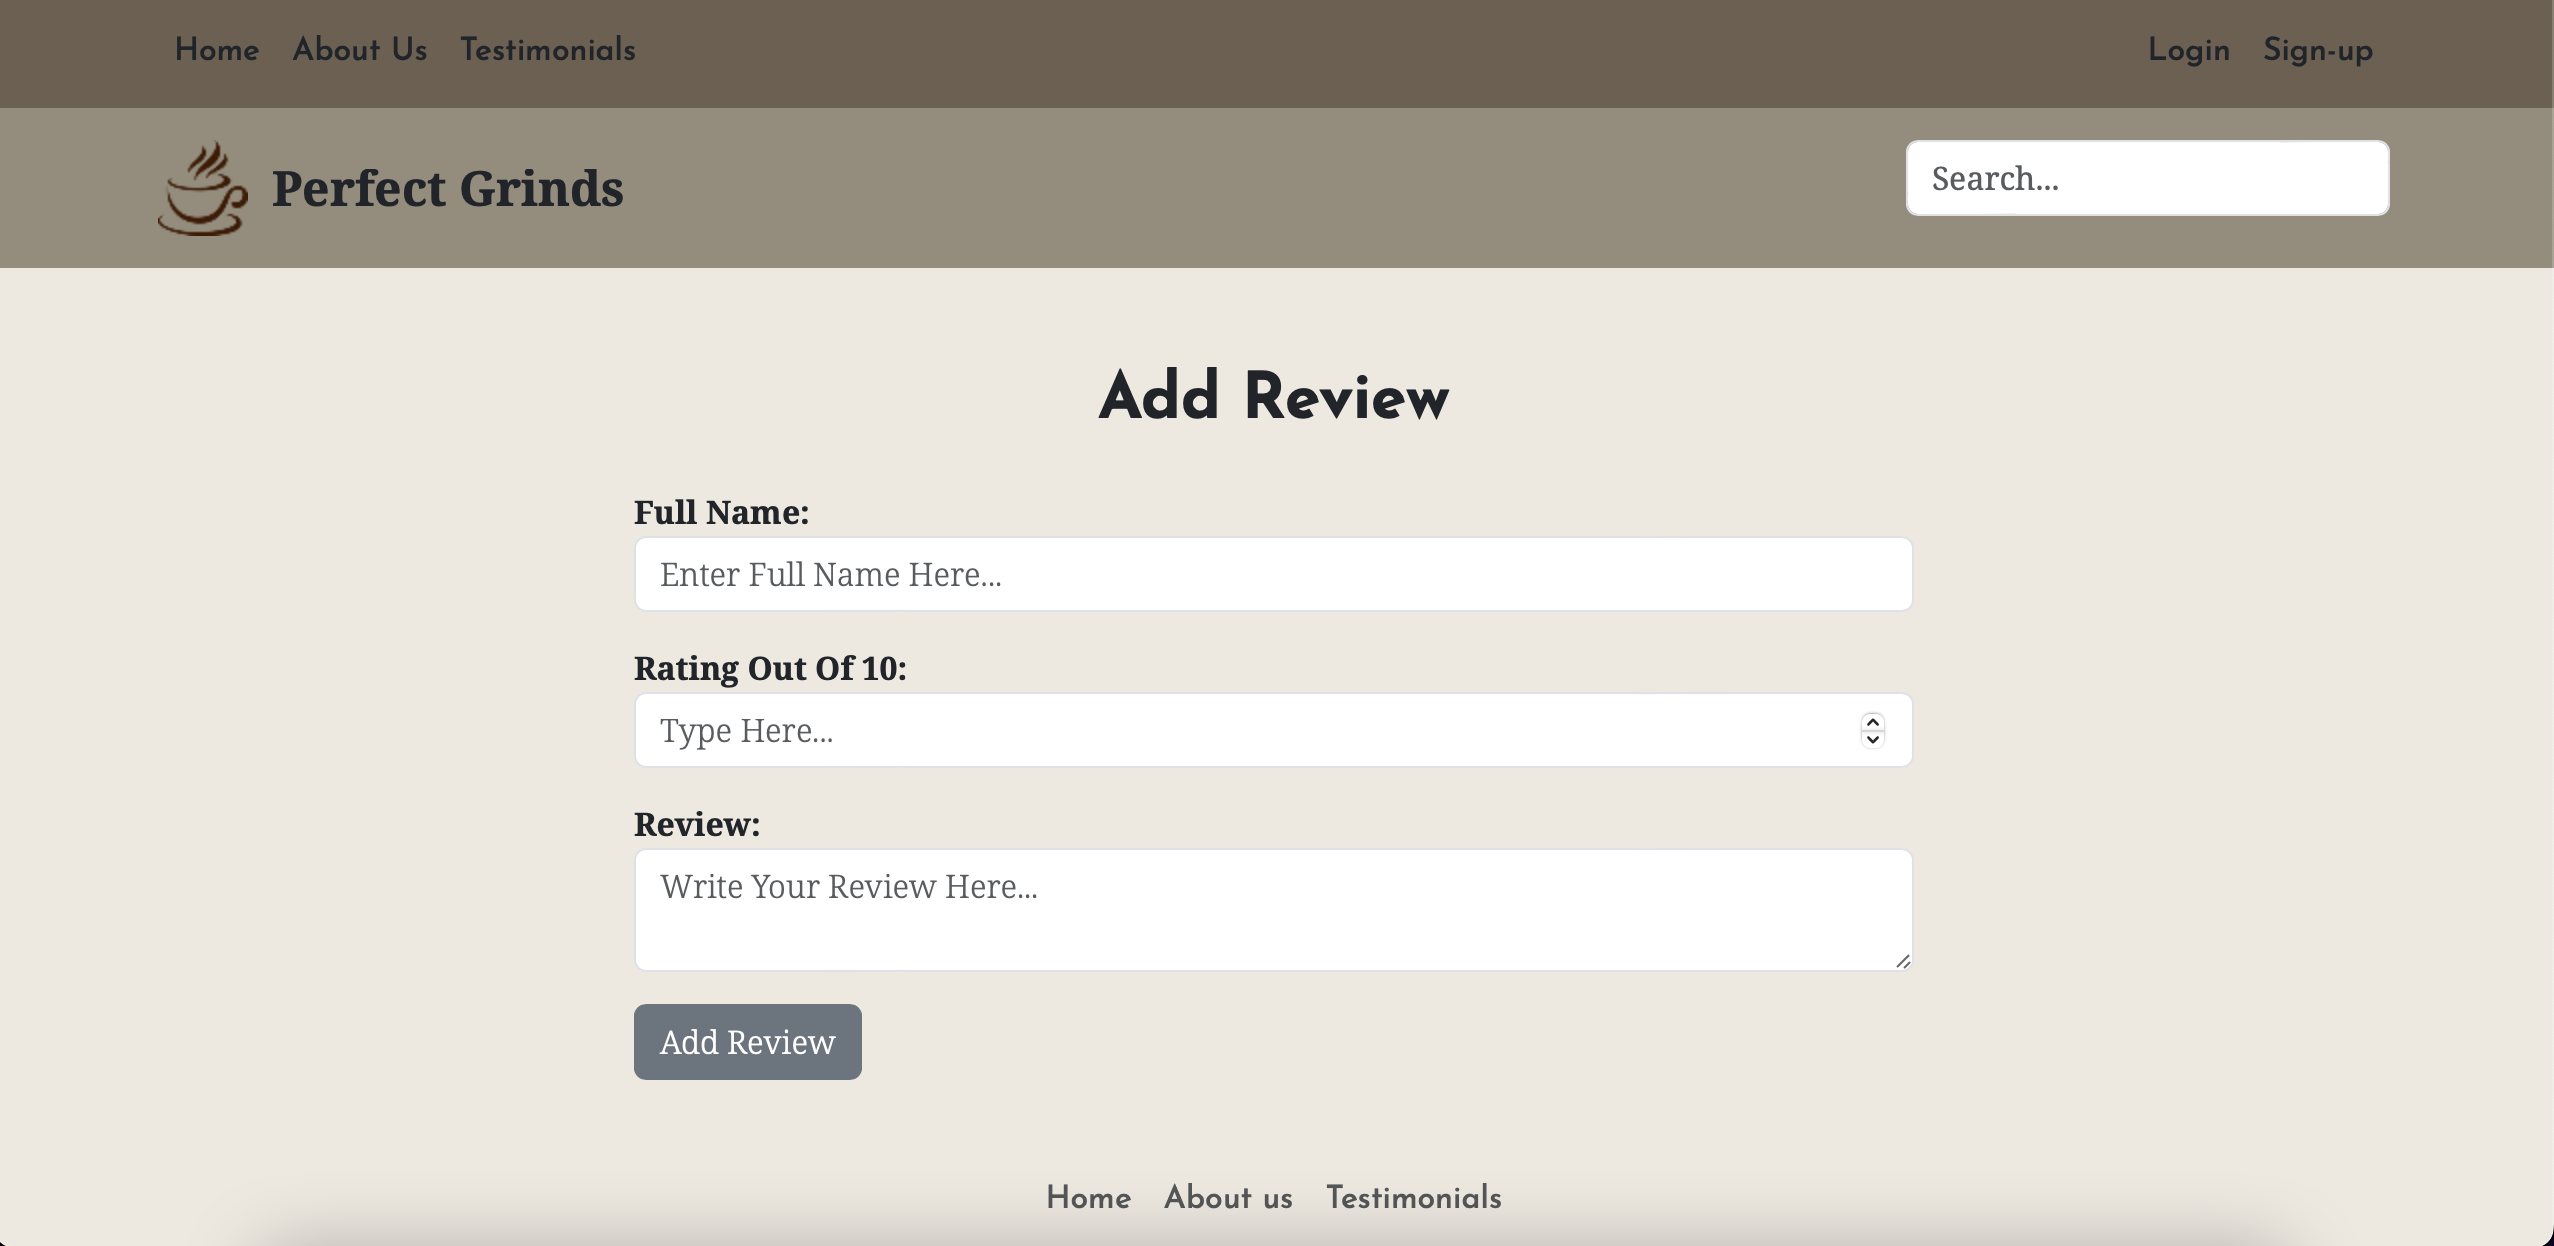 Home About Us Testimonials Login Sign-up
Perfect Grinds Search...
Add Review
Full Name:
Enter Full Name Here...
Rating Out Of 10:
Type Here...
Review:
Write Your Review Here...
Add Review
Home About us Testimonials